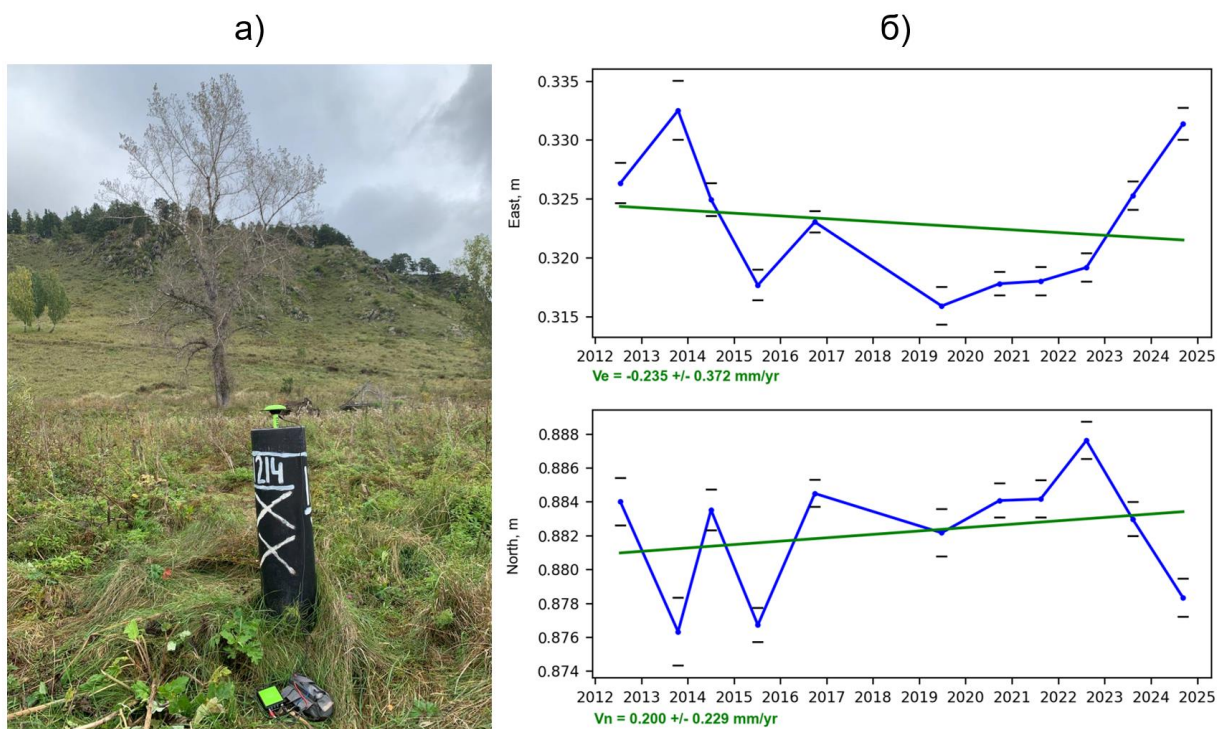 а)
б)
214
East, m
0.335
0.330
0.325
0.320
0.315
2012 2013 2014 2015 2016 2017 2018 2019 2020 2021 2022 2023 2024 2025
Ve = -0.235 +/- 0.372 mm/yr
North, m
0.888
0.886
0.884
0.882
0.880
0.878
0.876
0.874
2012 2013 2014 2015 2016 2017 2018 2019 2020 2021 2022 2023 2024 2025
Vn = 0.200 +/- 0.229 mm/yr